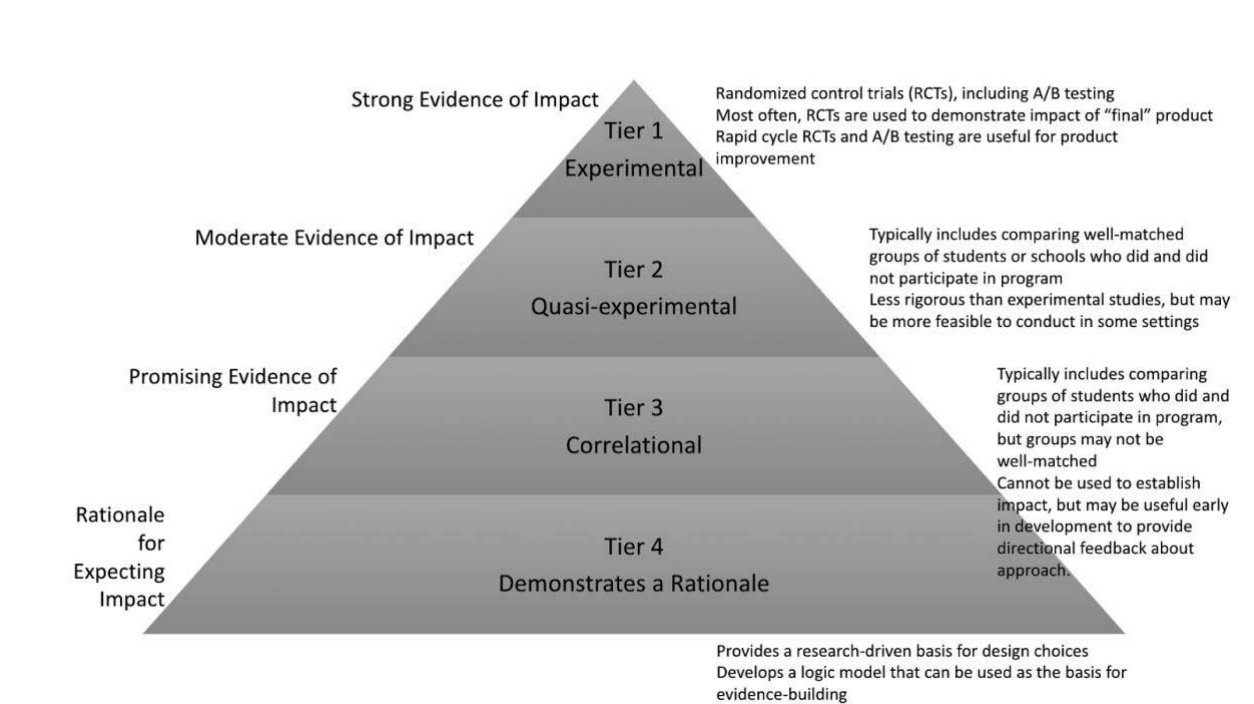 Strong Evidence of Impact
Tier 1
Experimental
Randomized control trials (RCTs), including A/B testing
Most often, RCTs are used to demonstrate impact of “final” product
Rapid cycle RCTs and A/B testing are useful for product
improvement
Moderate Evidence of Impact
Tier 2
Quasi-experimental
Typically includes comparing well-matched
groups of students or schools who did and did
not participate in program
Less rigorous than experimental studies, but may
be more feasible to conduct in some settings
Promising Evidence of
Impact
Tier 3
Correlational
Typically includes comparing
groups of students who did and
did not participate in program,
but groups may not be
well-matched
Cannot be used to establish
impact, but may be useful early
in development to provide
directional feedback about
approach.
Rationale
for
Expecting
Impact
Tier 4
Demonstrates a Rationale
Provides a research-driven basis for design choices
Develops a logic model that can be used as the basis for
evidence-building